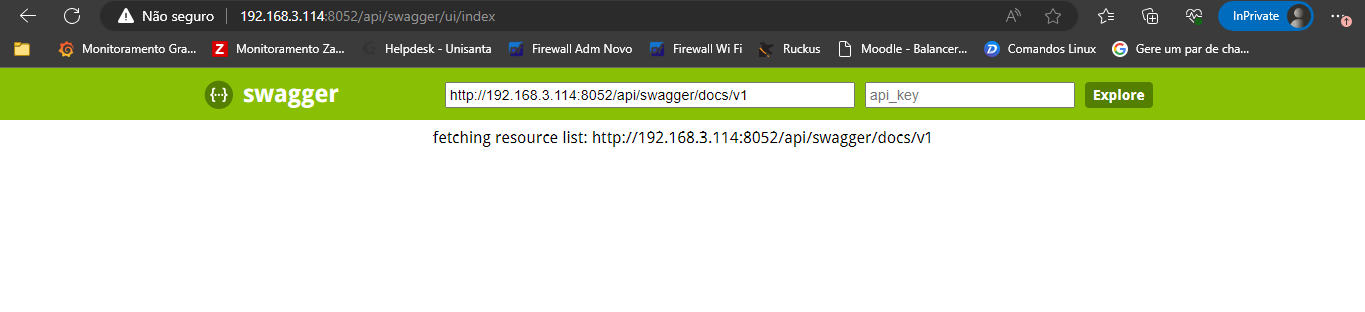 Não seguro 192.168.3.114:8052/api/swagger/ui/index InPrivate
Monitoramento Gra... Monitoramento Za... Helpdesk - Unisanta Firewall Adm Novo Firewall Wi Fi Ruckus Moodle - Balancer... Comandos Linux Gere um par de cha...
{··} swagger http://192.168.3.114:8052/api/swagger/docs/v1 api_key Explore
fetching resource list: http://192.168.3.114:8052/api/swagger/docs/v1